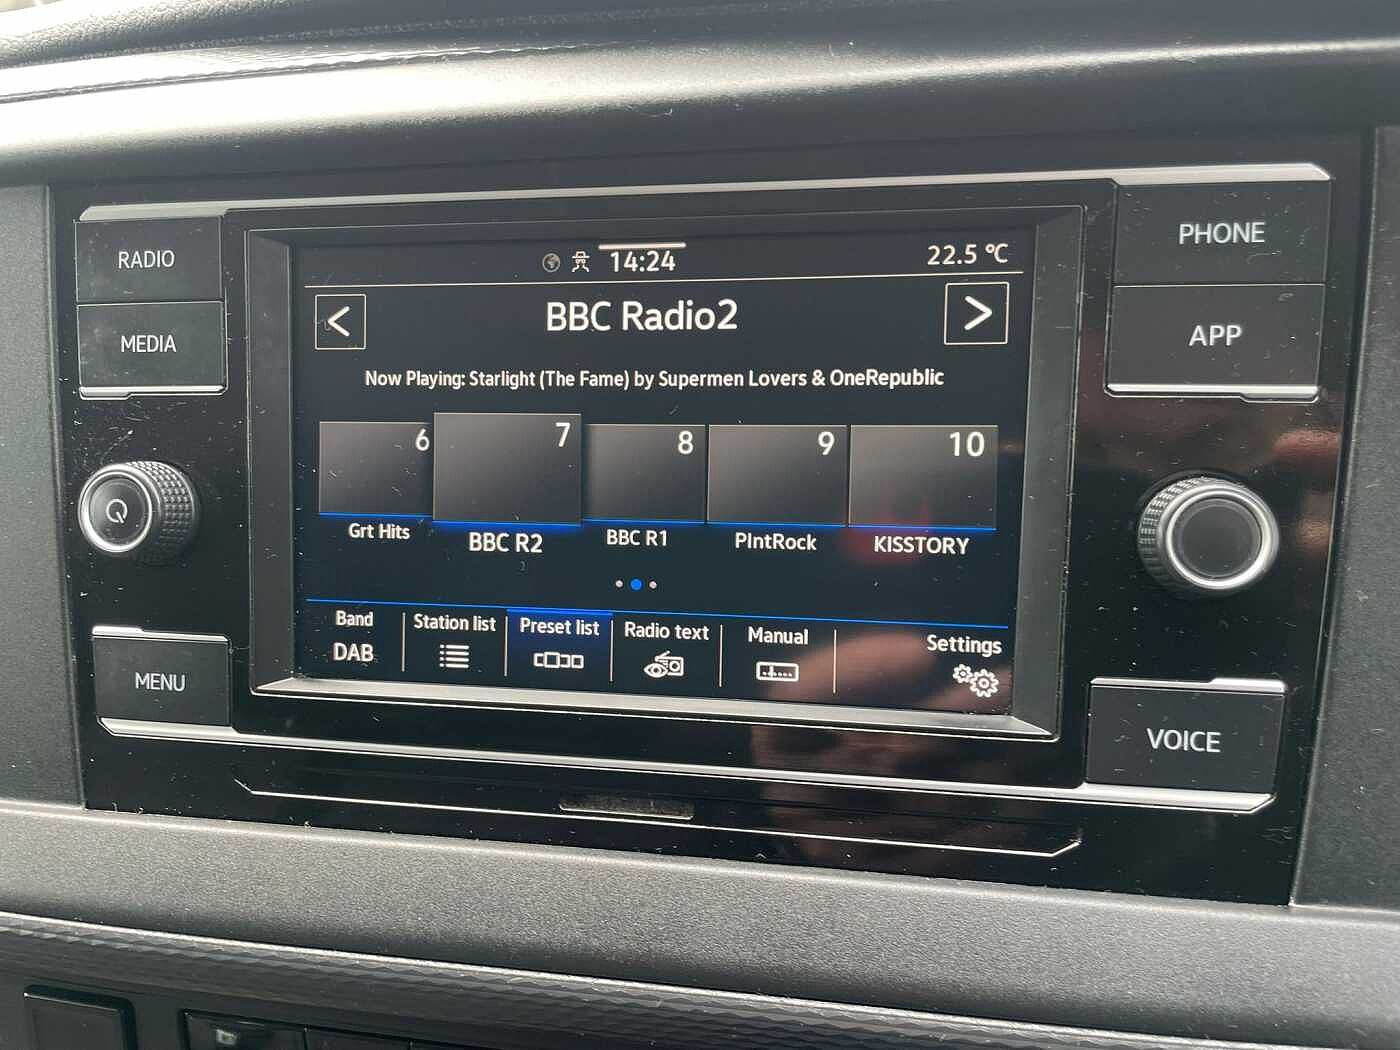 RADIO
MEDIA
MENU
14:24
22.5 °C
<
BBC Radio2
>
Now Playing: Starlight (The Fame) by Supermen Lovers & OneRepublic
6
7
8
9
10
Grt Hits
BBC R2
BBC R1
PlntRock
KISSTORY
Band
DAB
Station list
Preset list
Radio text
Manual
Settings
PHONE
APP
VOICE